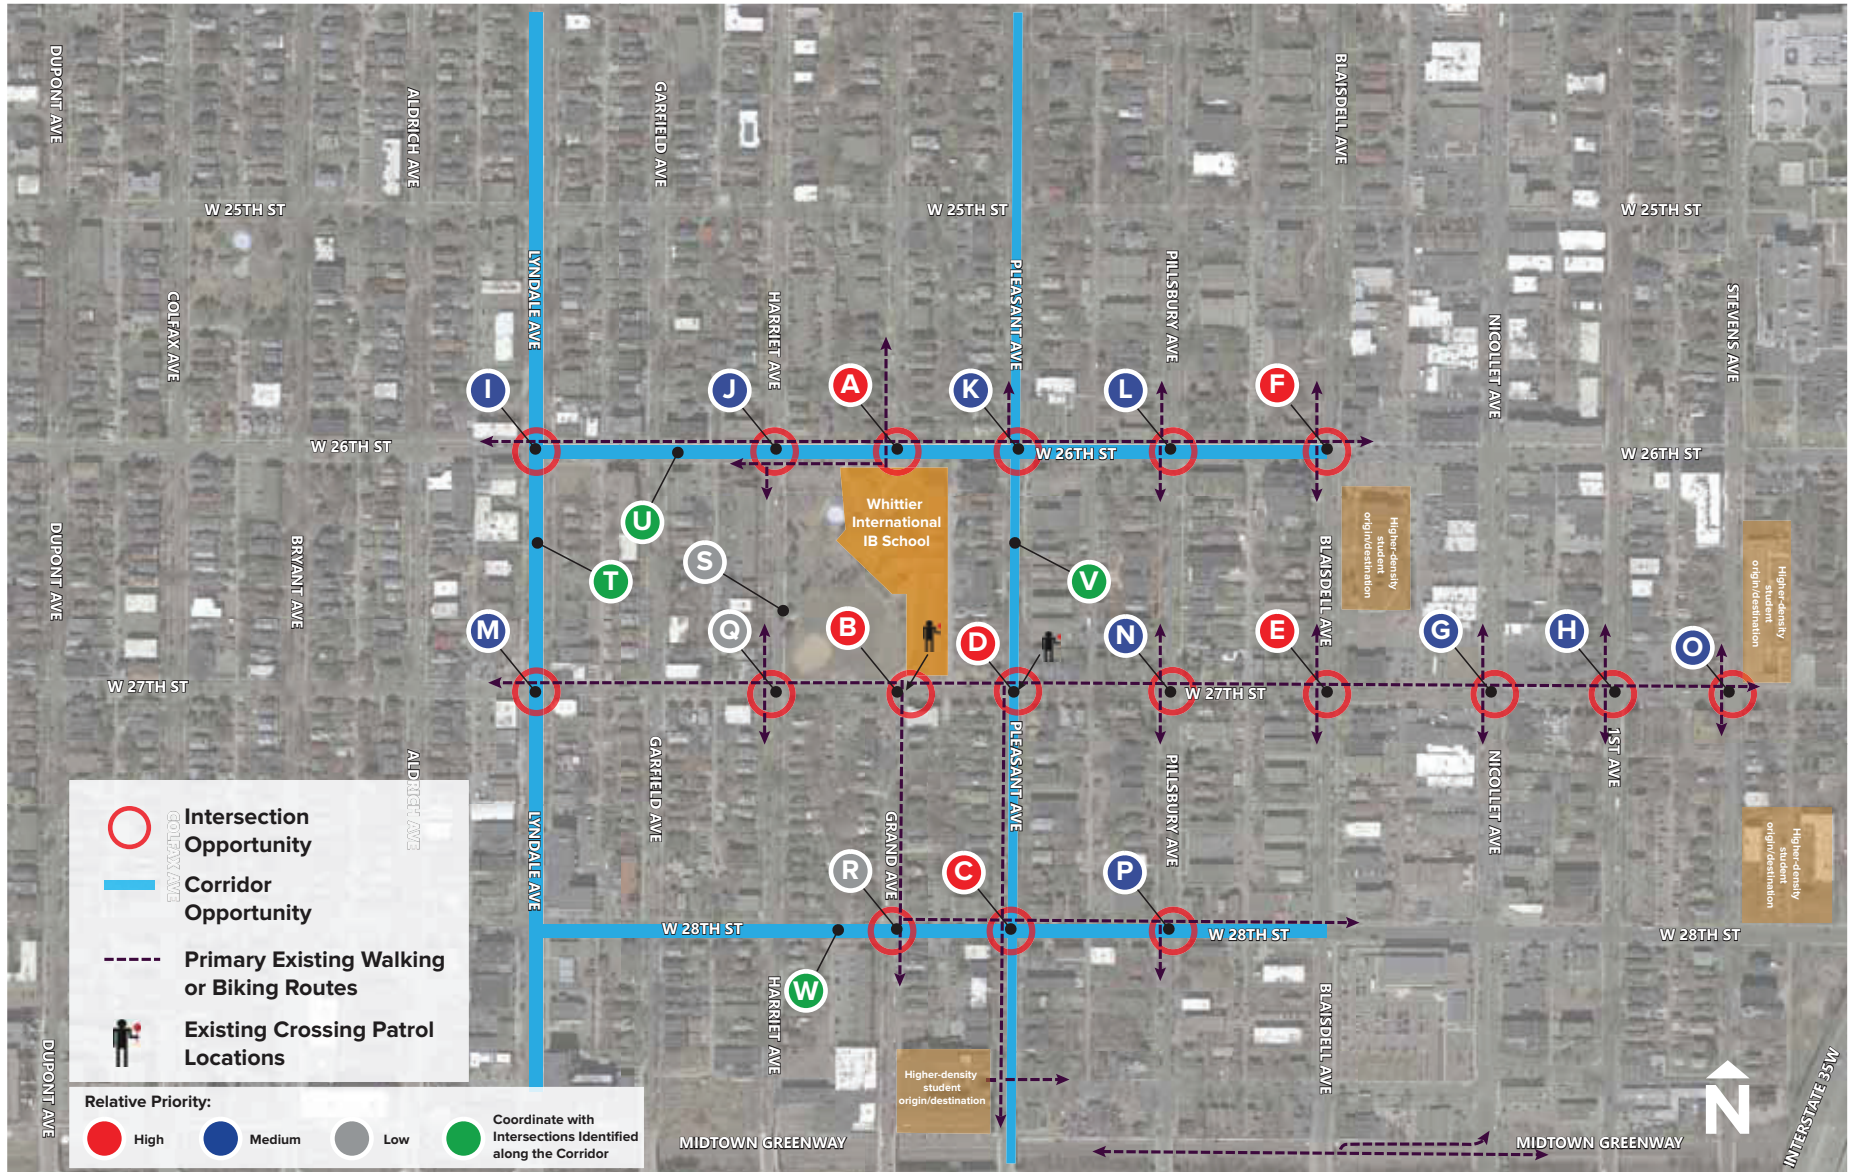 DUPONT AVE
ALDRICH AVE
GARFIELD AVE
BLAISDELL AVE
W 25TH ST
W 25TH ST
W 25TH ST
COLFAX AVE
LYNDALE AVE
HARRIET AVE
PLEASANT AVE
PILLSBURY AVE
NICOLLET AVE
STEVENS AVE
I
J
A
K
L
F
W 26TH ST
W 26TH ST
W 26TH ST
DUPONT AVE
BRYANT AVE
U
T
S
Whittier
International
IB School
V
BLAISDELL AVE
Higher-density
student
origin/destination
Higher-density
student
origin/destination
M
Q
B
D
N
E
G
H
O
W 27TH ST
W 27TH ST
ALDRICH AVE
GARFIELD AVE
PLEASANT AVE
PILLSBURY AVE
NICOLLET AVE
1ST AVE
COLFAX AVE
LYNDALE AVE
GRAND AVE
Higher-density
student
origin/destination
R
C
P
W 28TH ST
W 28TH ST
W 28TH ST
W
HARRIET AVE
BLAISDELL AVE
DUPONT AVE
Higher-density
student
origin/destination
MIDTOWN GREENWAY
MIDTOWN GREENWAY
INTERSTATE 35W
N
Intersection
Opportunity
Corridor
Opportunity
Primary Existing Walking
or Biking Routes
Existing Crossing Patrol
Locations
Relative Priority:
High
Medium
Low
Coordinate with
Intersections Identified
along the Corridor